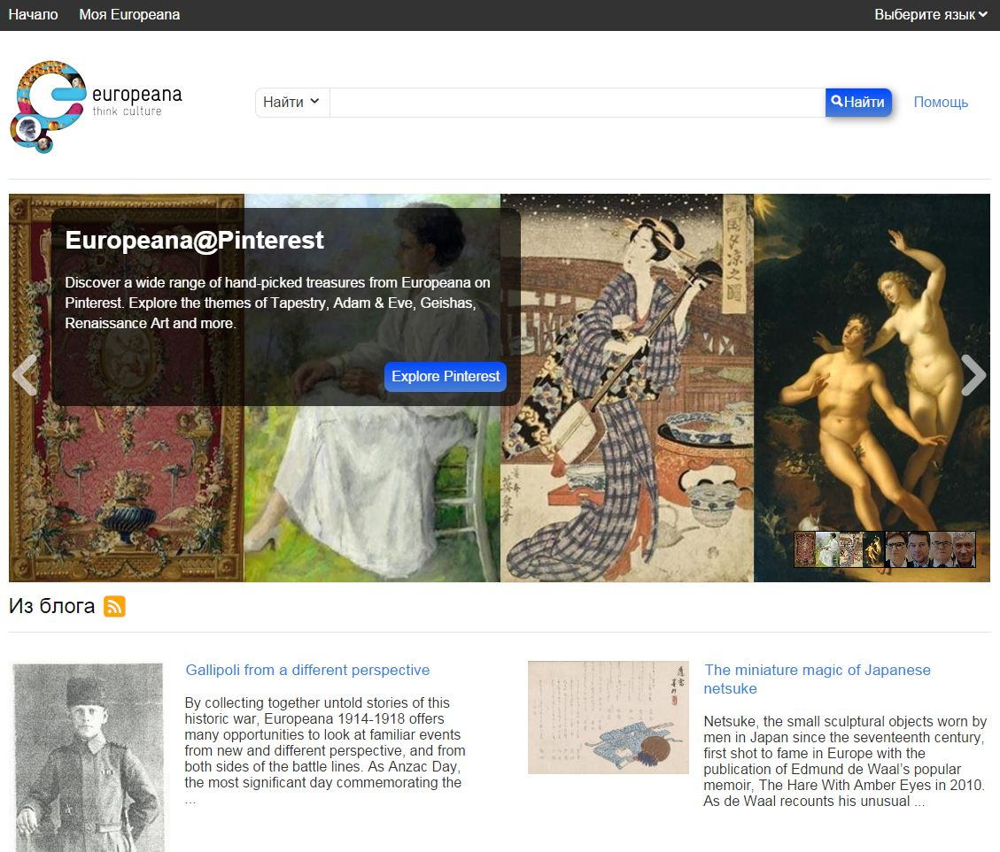 Начало Моя Europeana Выберите язык
europeana
think culture
Найти Найти Помощь
Europeana@Pinterest
Discover a wide range of hand-picked treasures from Europeana on
Pinterest. Explore the themes of Tapestry, Adam & Eve, Geishas,
Renaissance Art and more.
Explore Pinterest
Из блога
Gallipoli from a different perspective
By collecting together untold stories of this
historic war, Europeana 1914-1918 offers
many opportunities to look at familiar events
from new and different perspective, and from
both sides of the battle lines. As Anzac Day,
the most significant day commemorating the
...
The miniature magic of Japanese
netsuke
Netsuke, the small sculptural objects worn by
men in Japan since the seventeenth century,
first shot to fame in Europe with the
publication of Edmund de Waal's popular
memoir, The Hare With Amber Eyes in 2010.
As de Waal recounts his unusual ...